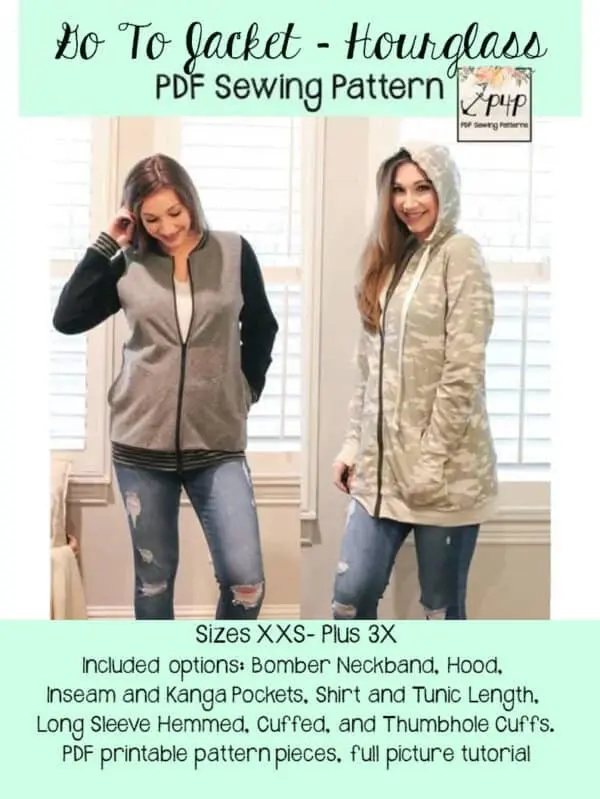 Go To Jacket - Hourglass
PDF Sewing Pattern
P4P
PDF Sewing Patterns
Sizes XXS- Plus 3X
Included options: Bomber Neckband, Hood,
Inseam and Kanga Pockets, Shirt and Tunic Length,
Long Sleeve Hemmed, Cuffed, and Thumbhole Cuffs.
PDF printable pattern pieces, full picture tutorial